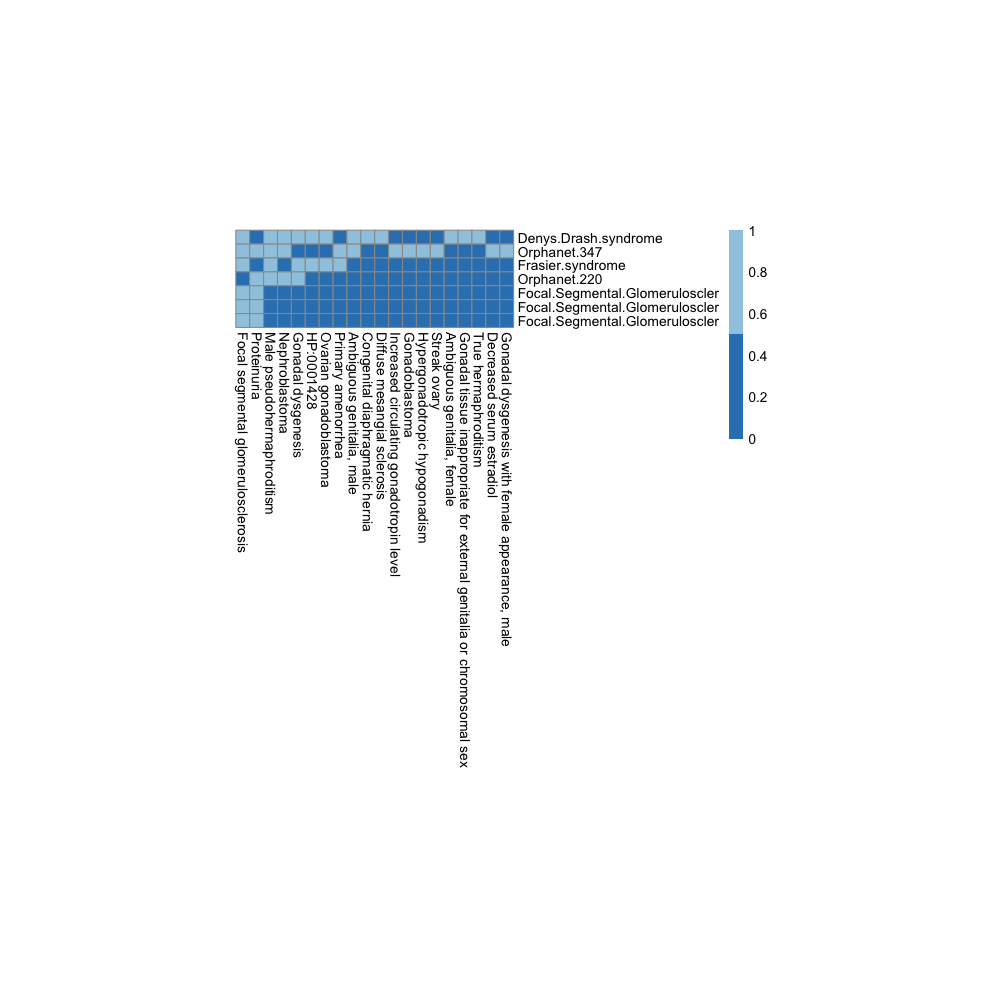 Denys.Drash.syndrome
Orphanet.347
Frasier.syndrome
Orphanet.220
Focal.Segmental.Glomeruloscler
Focal.Segmental.Glomeruloscler
Focal.Segmental.Glomeruloscler
1
0.8
0.6
0.4
0.2
0
Focal segmental glomerulosclerosis
Proteinuria
Male pseudohermaphroditism
Nephroblastoma
Gonadal dysgenesis
HP:0001428
Ovarian gonadoblastoma
Primary amenorrhea
Ambiguous genitalia, male
Congenital diaphragmatic hernia
Diffuse mesangial sclerosis
Increased circulating gonadotropin level
Gonadoblastoma
Hypergonadotropic hypogonadism
Streak ovary
Ambiguous genitalia, female
Gonadal tissue inappropriate for external genitalia or chromosomal sex
True hermaphroditism
Decreased serum estradiol
Gonadal dysgenesis with female appearance, male